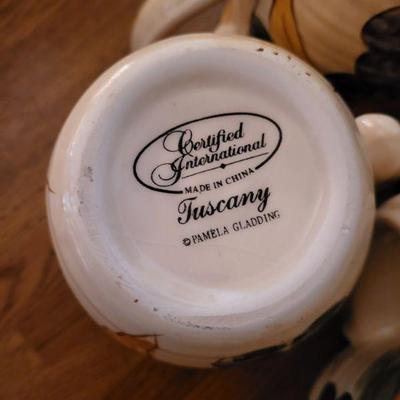 Certified
International
MADE IN CHINA
Tuscany
© PAMELA GLADDING